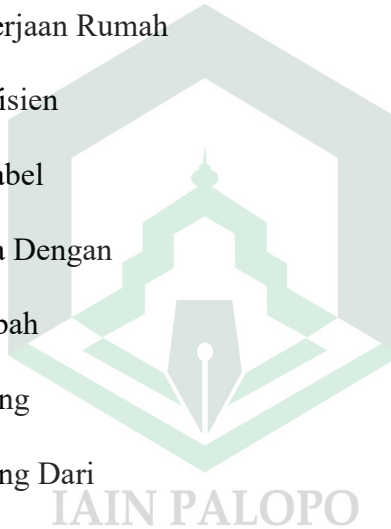 erjaan Rumah
isien
abel
a Dengan
bah
ng
ng Dari
IAIN PALOPO